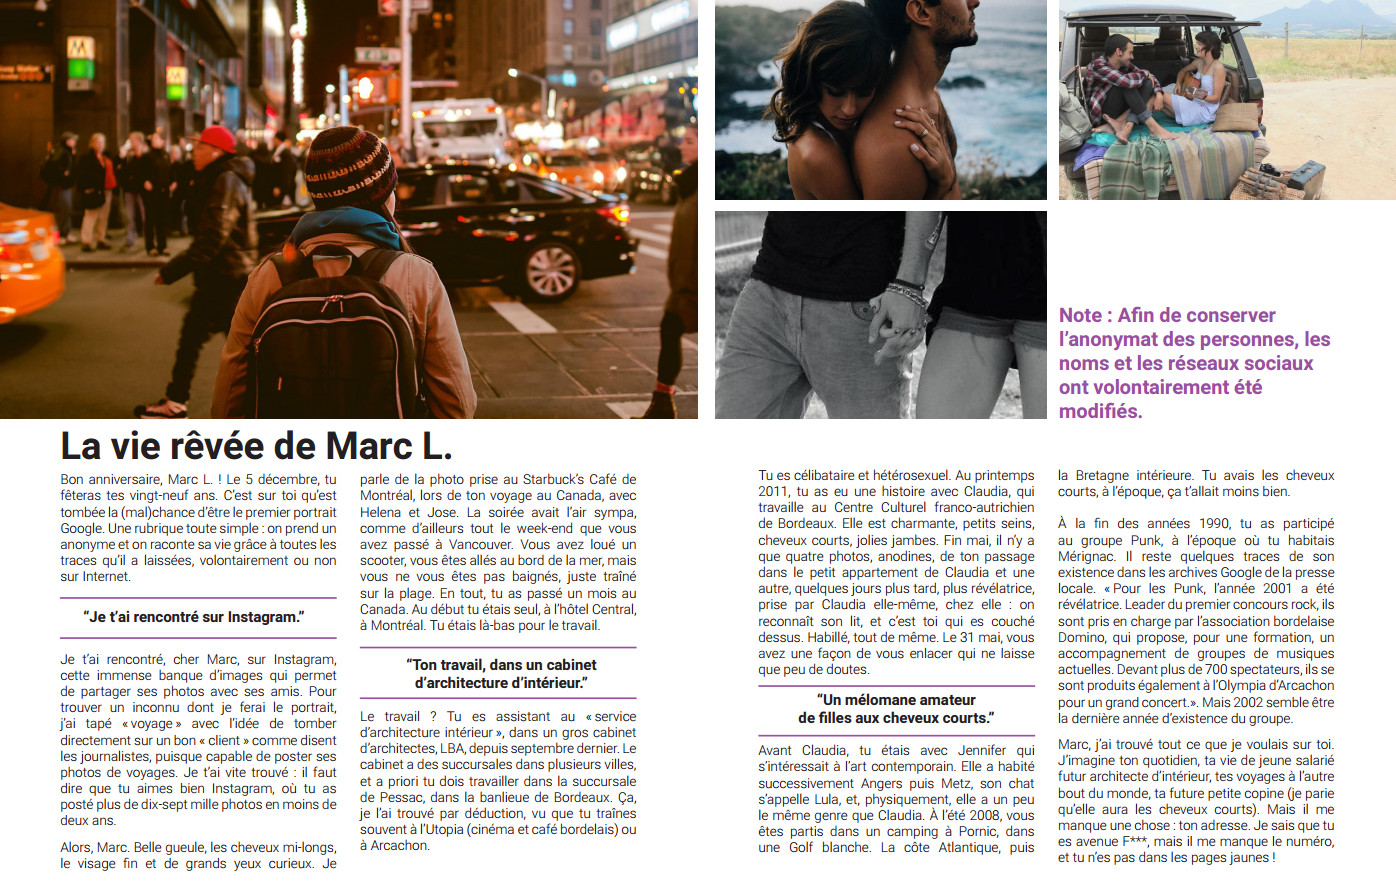 Note : Afin de conserver
l’anonymat des personnes, les
noms et les réseaux sociaux
ont volontairement été
modifiés.
La vie rêvée de Marc L.
Bon anniversaire, Marc L. ! Le 5 décembre, tu
fêteras tes vingt-neuf ans. C’est sur toi qu’est
tombée la (mal)chance d’être le premier portrait
Google. Une rubrique toute simple : on prend un
anonyme et on raconte sa vie grâce à toutes les
traces qu’il a laissées, volontairement ou non
sur Internet.
“Je t’ai rencontré sur Instagram.”
Je t’ai rencontré, cher Marc, sur Instagram,
cette immense banque d’images qui permet
de partager ses photos avec ses amis. Pour
trouver un inconnu dont je ferai le portrait,
j’ai tapé « voyage » avec l’idée de tomber
directement sur un bon « client » comme disent
les journalistes, puisque capable de poster ses
photos de voyages. Je t’ai vite trouvé : il faut
dire que tu aimes bien Instagram, où tu as
posté plus de dix-sept mille photos en moins de
deux ans.
Alors, Marc. Belle gueule, les cheveux mi-longs,
le visage fin et de grands yeux curieux. Je
parle de la photo prise au Starbuck’s Café de
Montréal, lors de ton voyage au Canada, avec
Helena et Jose. La soirée avait l’air sympa,
comme d’ailleurs tout le week-end que vous
avez passé à Vancouver. Vous avez loué un
scooter, vous êtes allés au bord de la mer, mais
vous ne vous êtes pas baignés, juste traîné
sur la plage. En tout, tu as passé un mois au
Canada. Au début tu étais seul, à l’hôtel Central,
à Montréal. Tu étais là-bas pour le travail.
“Ton travail, dans un cabinet
d’architecture d’intérieur.”
Le travail ? Tu es assistant au « service
d’architecture intérieur », dans un gros cabinet
d’architectes, LBA, depuis septembre dernier. Le
cabinet a des succursales dans plusieurs villes,
et a priori tu dois travailler dans la succursale
de Pessac, dans la banlieue de Bordeaux. Ça,
je l’ai trouvé par déduction, vu que tu traînes
souvent à l’Utopia (cinéma et café bordelais) ou
à Arcachon.
Tu es célibataire et hétérosexuel. Au printemps
2011, tu as eu une histoire avec Claudia, qui
travaille au Centre Culturel franco-autrichien
de Bordeaux. Elle est charmante, petits seins,
cheveux courts, jolies jambes. Fin mai, il n’y a
que quatre photos, anodines, de ton passage
dans le petit appartement de Claudia et une
autre, quelques jours plus tard, plus révélatrice,
prise par Claudia elle-même, chez elle : on
reconnaît son lit, et c’est toi qui es couché
dessus. Habillé, tout de même. Le 31 mai, vous
avez une façon de vous enlacer qui ne laisse
que peu de doutes.
“Un mélomane amateur
de filles aux cheveux courts.”
Avant Claudia, tu étais avec Jennifer qui
s’intéressait à l’art contemporain. Elle a habité
successivement Angers puis Metz, son chat
s’appelle Lula, et, physiquement, elle a un peu
le même genre que Claudia. À l’été 2008, vous
êtes partis dans un camping à Pornic, dans
une Golf blanche. La côte Atlantique, puis
la Bretagne intérieure. Tu avais les cheveux
courts, à l’époque, ça t’allait moins bien.
À la fin des années 1990, tu as participé
au groupe Punk, à l’époque où tu habitais
Mérignac. Il reste quelques traces de son
existence dans les archives Google de la presse
locale. « Pour les Punk, l’année 2001 a été
révélatrice. Leader du premier concours rock, ils
sont pris en charge par l’association bordelaise
Domino, qui propose, pour une formation, un
accompagnement de groupes de musiques
actuelles. Devant plus de 700 spectateurs, ils se
sont produits également à l’Olympia d’Arcachon
pour un grand concert.». Mais 2002 semble être
la dernière année d’existence du groupe.
Marc, j’ai trouvé tout ce que je voulais sur toi.
J’imagine ton quotidien, ta vie de jeune salarié
futur architecte d’intérieur, tes voyages à l’autre
bout du monde, ta future petite copine (je parie
qu’elle aura les cheveux courts). Mais il me
manque une chose : ton adresse. Je sais que tu
es avenue F***, mais il me manque le numéro,
et tu n’es pas dans les pages jaunes !